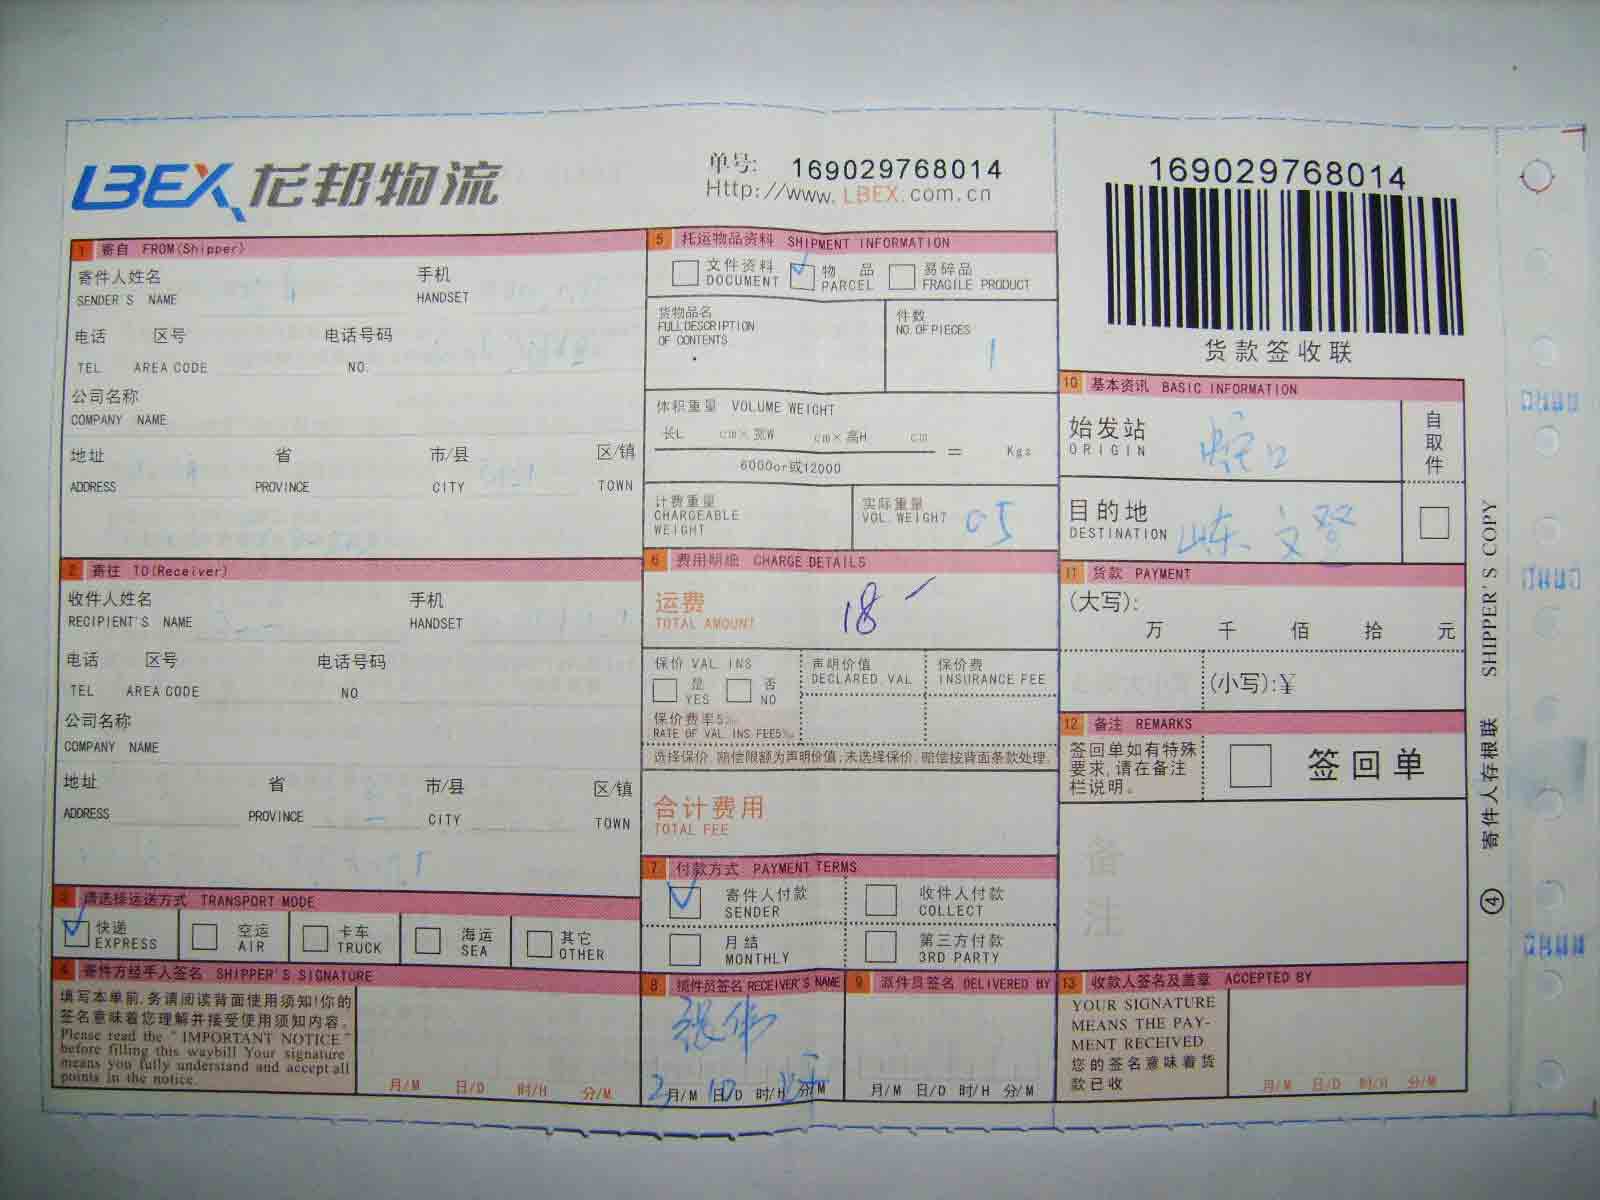 LBEX 龙邦物流
单号: 169029768014
Http://www.LBEX.com.cn
169029768014
货款签收联
1 寄自 FROM(Shipper)
寄件人姓名 手机
SENDER'S NAME HANDSET
电话 区号 电话号码
TEL AREA CODE NO.
公司名称
COMPANY NAME
地址 省 市/县 区/镇
ADDRESS PROVINCE CITY TOWN
2 寄往 TO(Receiver)
收件人姓名 手机
RECIPIENT'S NAME HANDSET
电话 区号 电话号码
TEL AREA CODE NO
公司名称
COMPANY NAME
地址 省 市/县 区/镇
ADDRESS PROVINCE CITY TOWN
3 请选择运送方式 TRANSPORT MODE
快递 空运 卡车 海运 其它
EXPRESS AIR TRUCK SEA OTHER
4 寄件方经手人签名 SHIPPER'S SIGNATURE
填写本单前,务请阅读背面使用须知!你的
签名意味着您理解并接受使用须知内容。
Please read the "IMPORTANT NOTICE"
before filling this waybill Your signature
means you fully understand and accept all
points in the notice.
月/M 日/D 时/H 分/M
5 托运物品资料 SHIPMENT INFORMATION
文件资料 物 品 易碎品
DOCUMENT PARCEL FRAGILE PRODUCT
货物品名
FULL DESCRIPTION
OF CONTENTS
件数
NO.OF PIECES
1
体积重量 VOLUME WEIGHT
长L cm×宽W cm×高H cm = Kgs
6000or或12000
计费重量
CHARGEABLE
WEIGHT
实际重量
VOL.WEIGHT 05
6 费用明细 CHARGE DETAILS
运费
TOTAL AMOUNT
18
保价 VAL.INS 声明价值 保价费
是 否 DECLARED VAL INSURANCE FEE
YES NO
保价费率5‰
RATE OF VAL.INS FEE5‰
选择保价,赔偿限额为声明价值,未选择保价,赔偿按背面条款处理。
合计费用
TOTAL FEE
7 付款方式 PAYMENT TERMS
寄件人付款 收件人付款
SENDER COLLECT
月结 第三方付款
MONTHLY 3RD PARTY
8 揽件员签名 RECEIVER'S NAME
张伟
2月/M 10日/D 时/H 分/M
9 派件员签名 DELIVERED BY
月/M 日/D 时/H 分/M
10 基本资讯 BASIC INFORMATION
始发站
ORIGIN
蛇口
目的地
DESTINATION
山东 文登
自取件
11 货款 PAYMENT
(大写):
万 千 佰 拾 元
(小写):¥
12 备注 REMARKS
签回单如有特殊
要求,请在备注
栏说明。
签回单
备注
13 收款人签名及盖章 ACCEPTED BY
YOUR SIGNATURE
MEANS THE PAY-
MENT RECEIVED
您的签名意味着货
款已收
月/M 日/D 时/H 分/M
④ 寄件人存根联 SHIPPER'S COPY